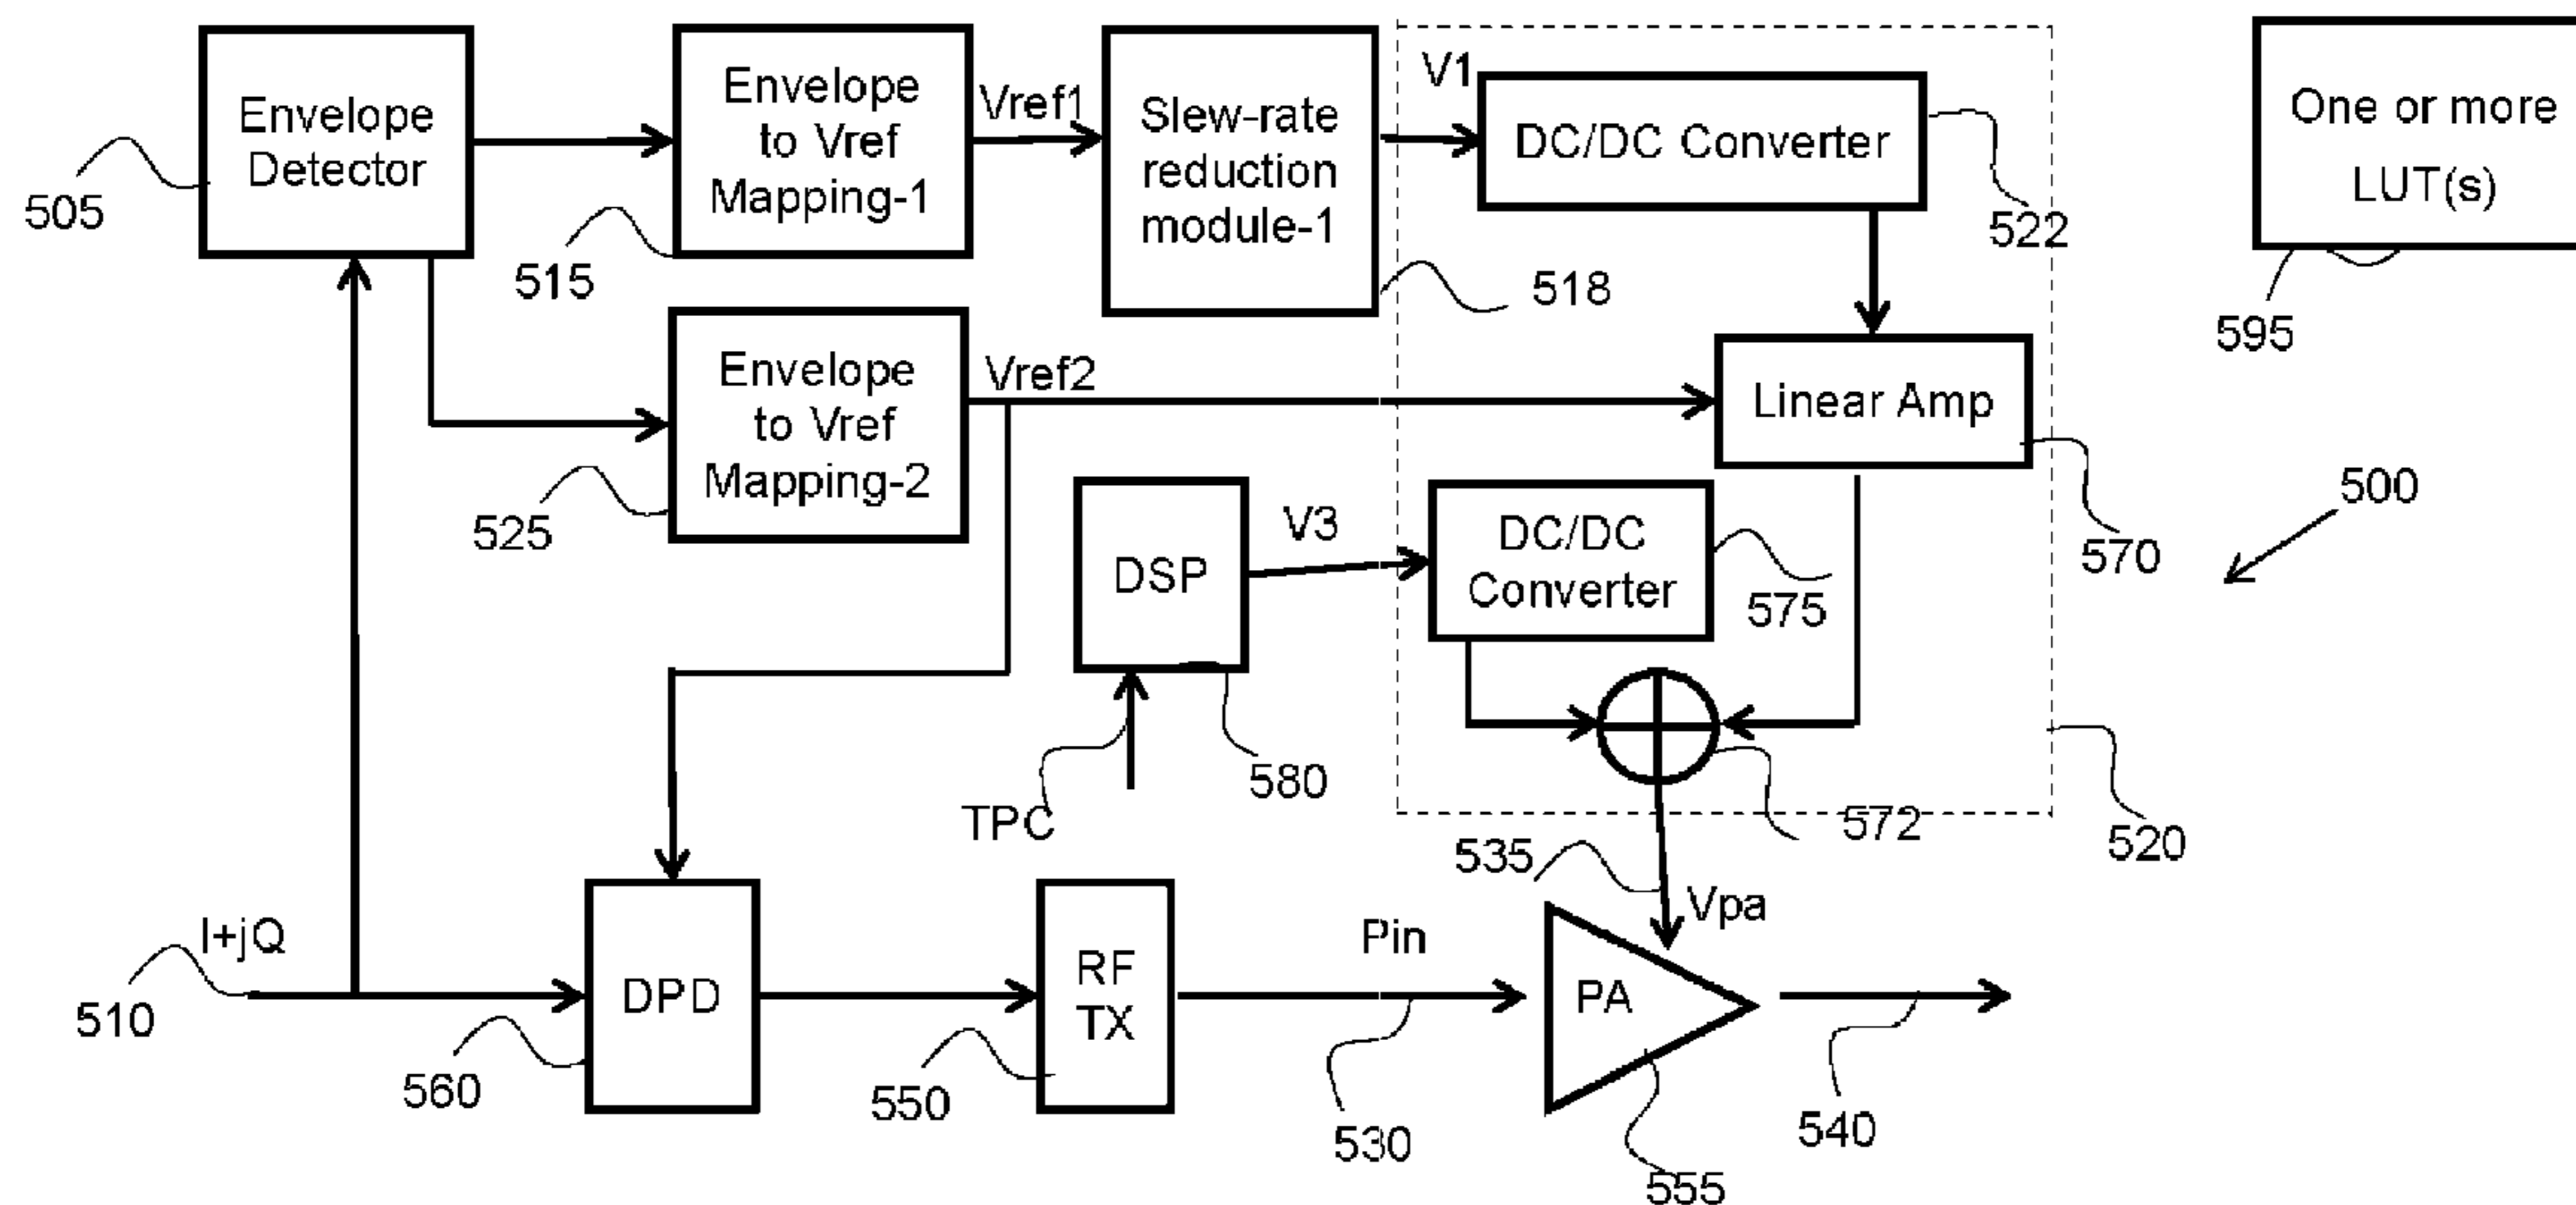 Envelope
Detector
505
Envelope
to Vref
Mapping-1
515
Vref1
Slew-rate
reduction
module-1
518
V1
DC/DC Converter
522
One or more
LUT(s)
595
Envelope
to Vref
Mapping-2
525
Vref2
Linear Amp
570
500
DSP
580
V3
DC/DC
Converter
575
TPC
572
520
535
Vpa
I+jQ
510
DPD
560
RF
TX
550
Pin
530
PA
555
540